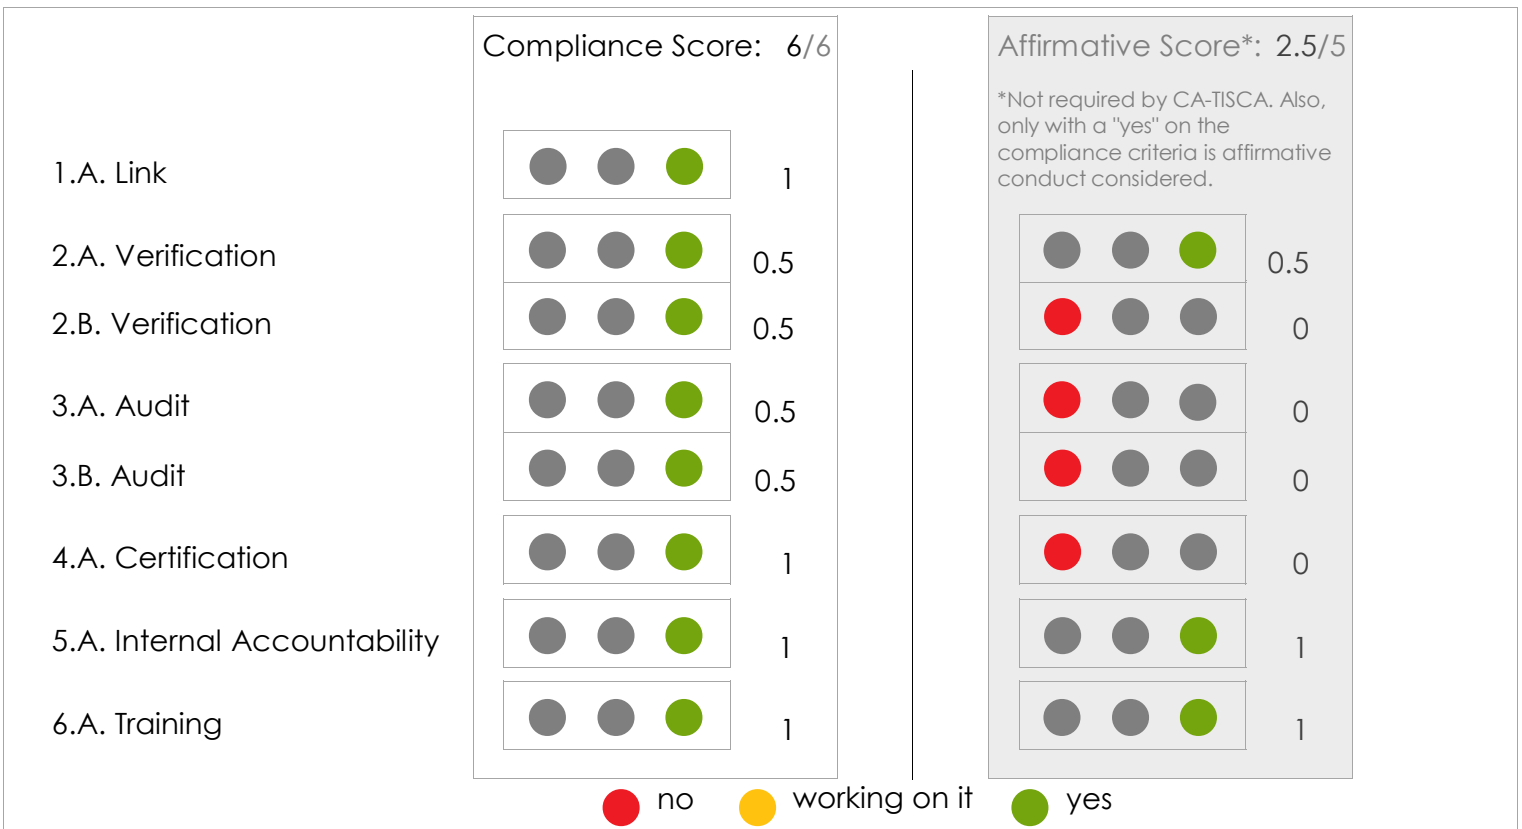 Compliance Score: 6/6
Affirmative Score*: 2.5/5
*Not required by CA-TISCA. Also,
only with a "yes" on the
compliance criteria is affirmative
conduct considered.
1.A. Link 1
2.A. Verification 0.5 0.5
2.B. Verification 0.5 0
3.A. Audit 0.5 0
3.B. Audit 0.5 0
4.A. Certification 1 0
5.A. Internal Accountability 1 1
6.A. Training 1 1
no working on it yes